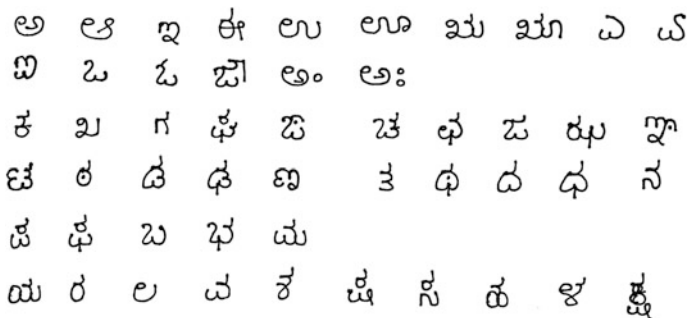 ಅ ಆ ಇ ಈ ಉ ಊ ಋ ೠ ಎ ಏ
ಐ ಒ ಓ ಔ ಅಂ ಅಃ
ಕ ಖ ಗ ಘ ಙ ಚ ಛ ಜ ಝ ಞ
ಟ ಠ ಡ ಢ ಣ ತ ಥ ದ ಧ ನ
ಪ ಫ ಬ ಭ ಮ
ಯ ರ ಲ ವ ಶ ಷ ಸ ಹ ಳ ಕ್ಷ